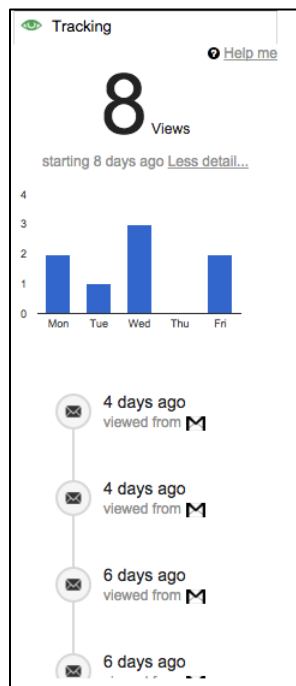 Tracking
Help me
8 Views
starting 8 days ago Less detail...
4
3
2
1
0
Mon Tue Wed Thu Fri
4 days ago
viewed from
4 days ago
viewed from
6 days ago
viewed from
6 days ago
viewed from